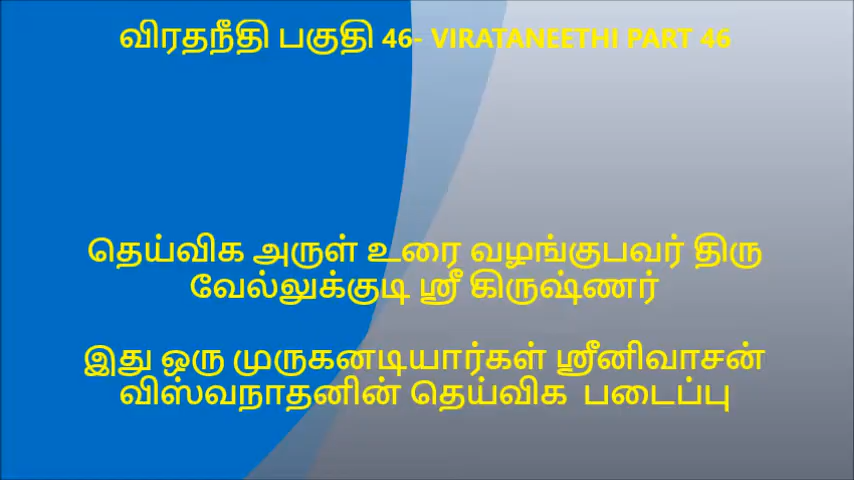 விரதநீதி பகுதி 46- VIRATANEETHI PART 46
தெய்விக அருள் உரை வழங்குபவர் திரு
வேல்லுக்குடி ஸ்ரீ கிருஷ்ணர்
இது ஒரு முருகனடியார்கள் ஸ்ரீனிவாசன்
விஸ்வநாதனின் தெய்விக படைப்பு